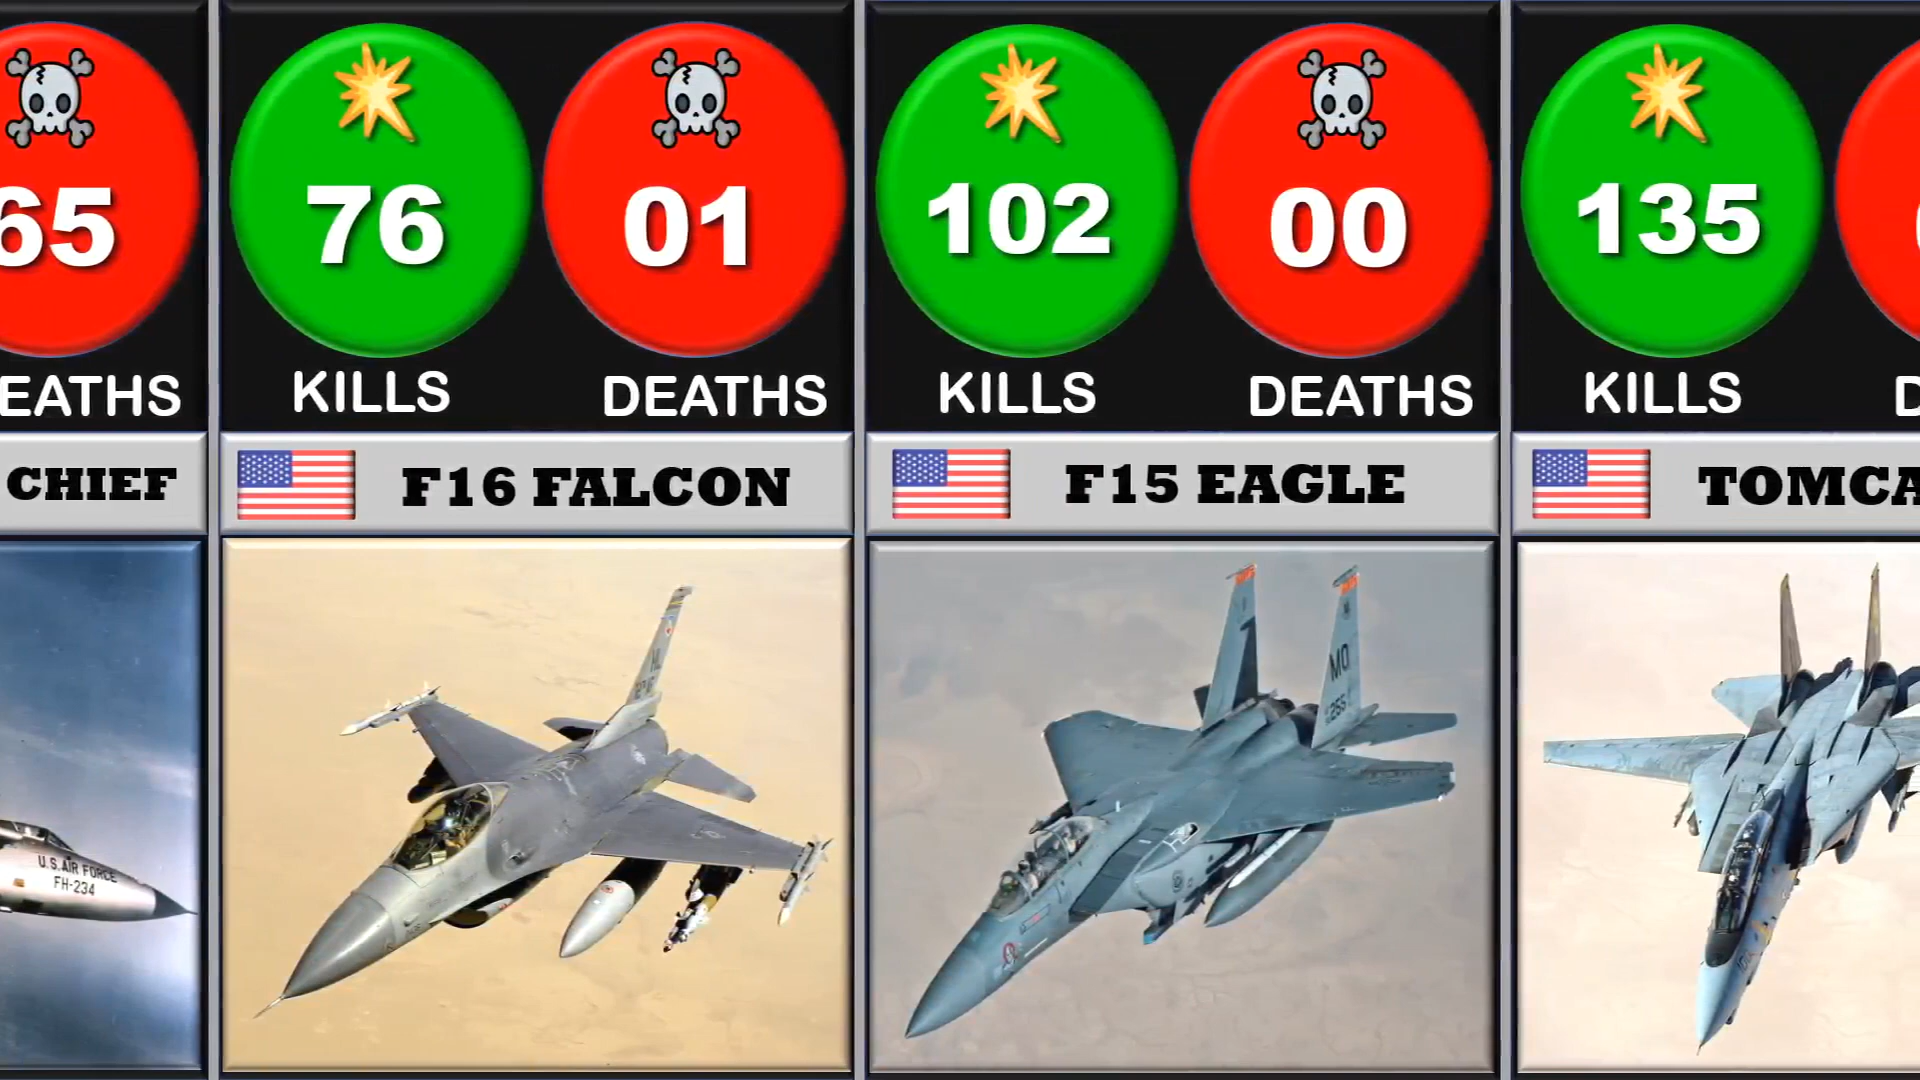 65
76
01
102
00
135
EATHS
KILLS
DEATHS
KILLS
DEATHS
KILLS
D
CHIEF
F16 FALCON
F15 EAGLE
TOMCA
MO
U.S. AIR FORCE
FH-234